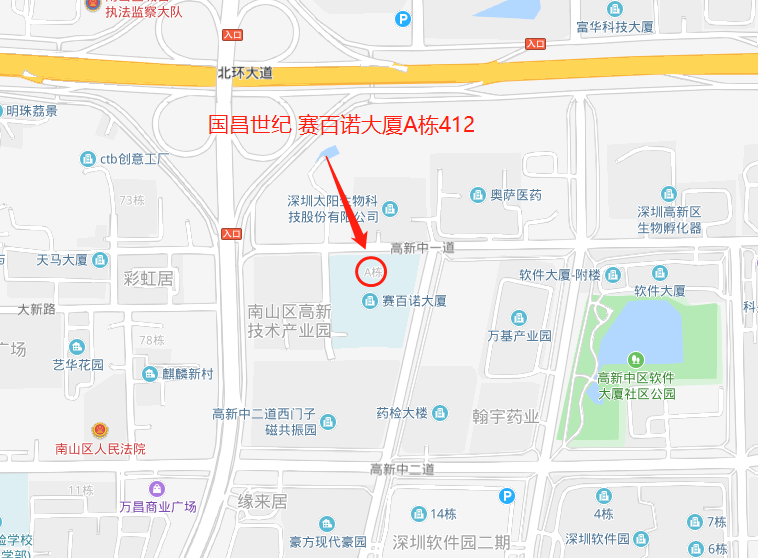 执法监察大队
P
富华科技大厦
入口
入口
北环大道
明珠荔景
国昌世纪 赛百诺大厦A栋412
ctb创意工厂
73栋
深圳太阳生物科
技股份有限公司
奥萨医药
深圳高新区
生物孵化器
入口
高新中一道
天马大厦
彩虹居
A栋
软件大厦-附楼
软件大厦
大新路
南山区高新
技术产业园
赛百诺大厦
科
万基产业园
广场
78栋
艺华花园
麒麟新村
高新中区软件
大厦社区公园
高新中二道西门子
磁共振园
药检大楼
翰宇药业
南山区人民法院
高新中二道
11栋
万昌商业广场
缘来居
P
4栋
14栋
7栋
验学校
学部)
豪方现代豪园
深圳软件园二期
深圳软件园
10栋